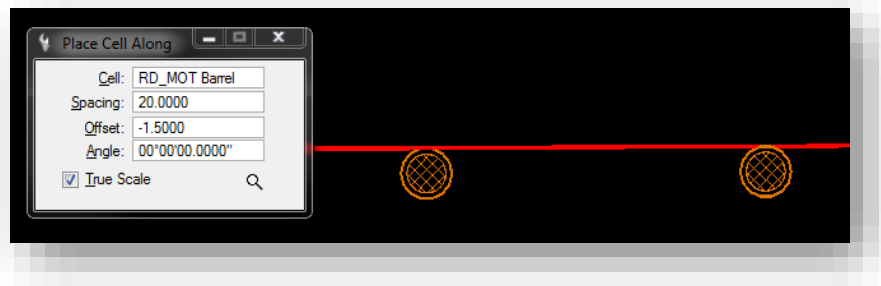 Place Cell Along
Cell: RD_MOT Barrel
Spacing: 20.0000
Offset: -1.5000
Angle: 00°00'00.0000"
True Scale